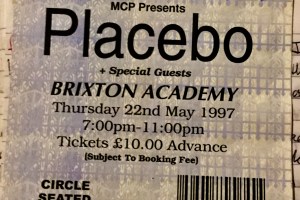 MCP Presents
Placebo
+ Special Guests
BRIXTON ACADEMY
Thursday 22nd May 1997
7:00pm-11:00pm
Tickets £10.00 Advance
(Subject To Booking Fee)
CIRCLE
SEATED